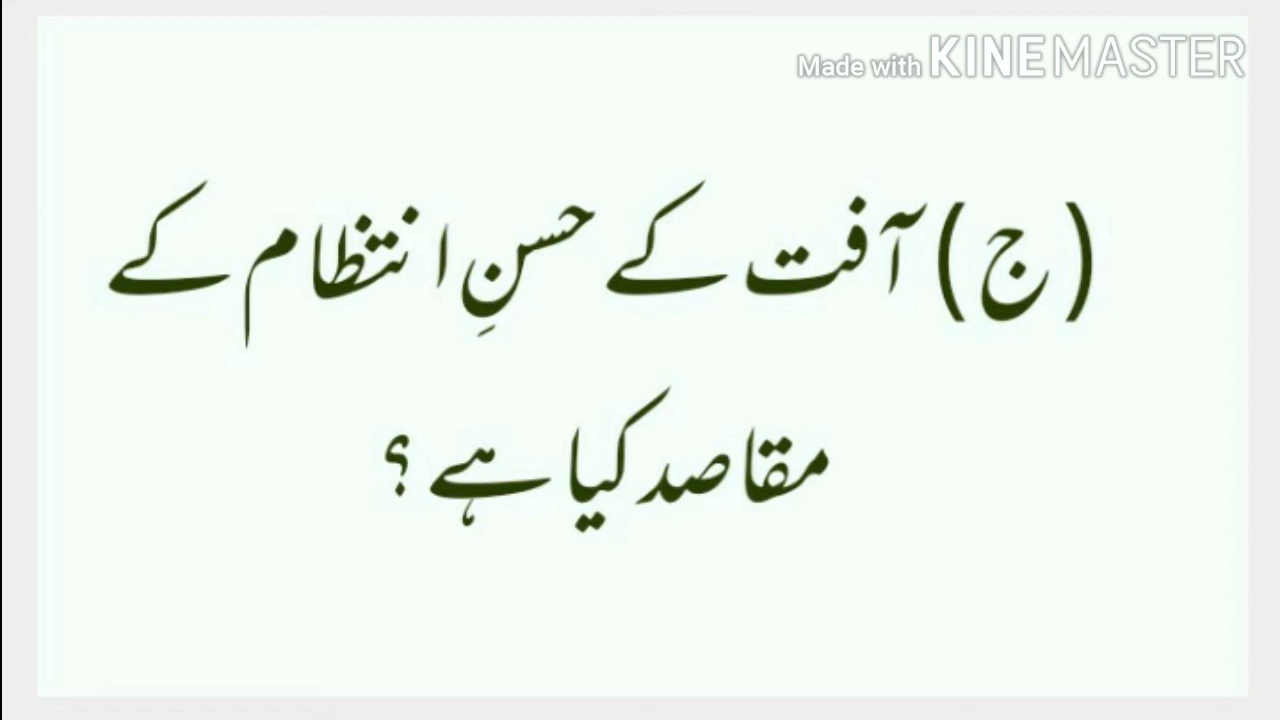 Made with KINEMASTER
(ج) آفت کے حسنِ انتظام کے
مقاصد کیا ہے ؟